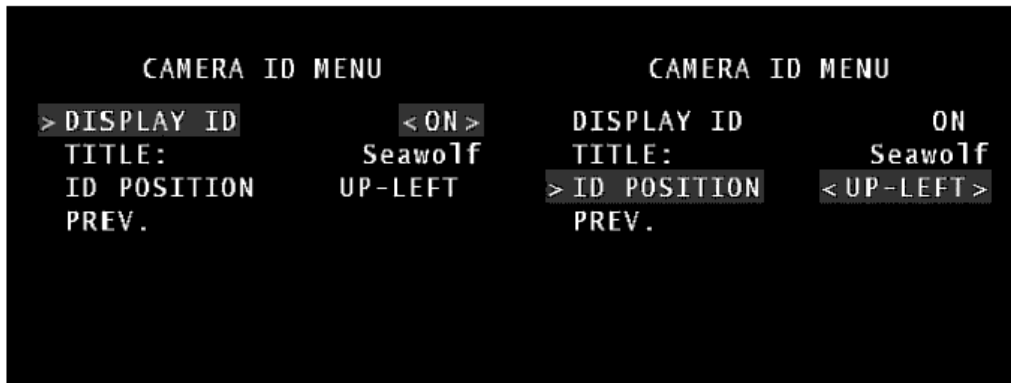 CAMERA ID MENU
> DISPLAY ID <ON>
TITLE: Seawolf
ID POSITION UP-LEFT
PREV.
CAMERA ID MENU
DISPLAY ID ON
TITLE: Seawolf
> ID POSITION <UP-LEFT>
PREV.